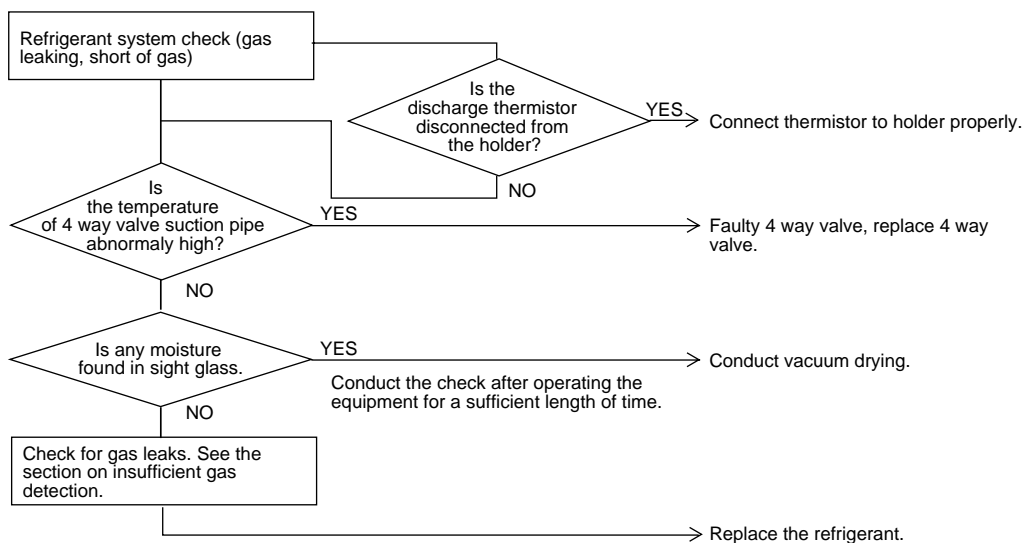 Refrigerant system check (gas
leaking, short of gas)
Is the
discharge thermistor
disconnected from
the holder?
YES
Connect thermistor to holder properly.
NO
Is
the temperature
of 4 way valve suction pipe
abnormaly high?
YES
Faulty 4 way valve, replace 4 way
valve.
NO
Is any moisture
found in sight glass.
YES
Conduct vacuum drying.
Conduct the check after operating the
equipment for a sufficient length of time.
NO
Check for gas leaks. See the
section on insufficient gas
detection.
Replace the refrigerant.